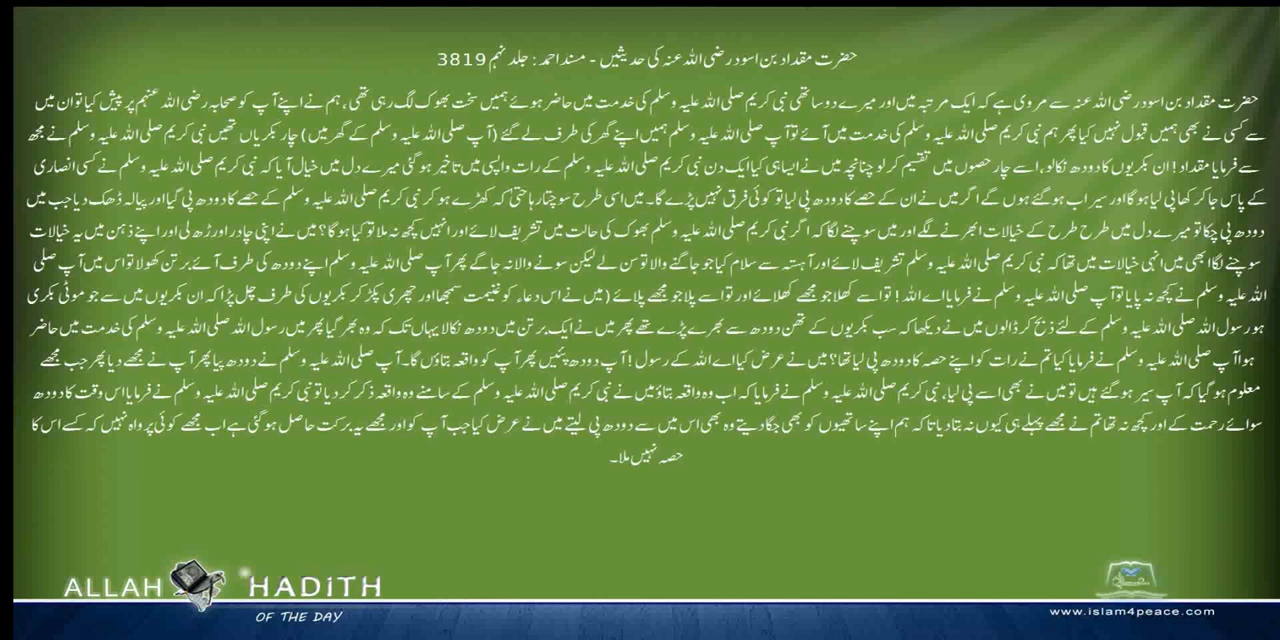 حضرت مقداد بن اسود رضی اللہ عنہ کی حدیثیں - مسند احمد : جلد نہم 3819
حضرت مقداد بن اسود رضی اللہ عنہ سے مروی ہے کہ ایک مرتبہ میں اور میرے دو ساتھی نبی کریم صلی اللہ علیہ وسلم کی خدمت میں حاضر ہوئے ہمیں سخت بھوک لگ رہی تھی ، ہم نے اپنے آپ کو صحابہ رضی اللہ عنہم پر پیش کیا تو ان میں
سے کسی نے بھی ہمیں قبول نہیں کیا پھر ہم نبی کریم صلی اللہ علیہ وسلم کی خدمت میں آئے تو آپ صلی اللہ علیہ وسلم ہمیں اپنے گھر کی طرف لے گئے (آپ صلی اللہ علیہ وسلم کے گھر میں) چار بکریاں تھیں نبی کریم صلی اللہ علیہ وسلم نے مجھ
سے فرمایا مقداد ! ان بکریوں کا دودھ نکالو، اسے چار حصوں میں تقسیم کر لو چنانچہ میں نے ایسا ہی کیا ایک دن نبی کریم صلی اللہ علیہ وسلم کے رات واپسی میں تاخیر ہوگئی میرے دل میں خیال آیا کہ نبی کریم صلی اللہ علیہ وسلم نے کسی انصاری
کے پاس جا کر کھا پی لیا ہوگا اور سیراب ہوگئے ہوں گے اگر میں نے ان کے حصے کا دودھ پی لیا تو کوئی فرق نہیں پڑے گا۔ میں اسی طرح سوچتا رہا حتی کہ کھڑے ہو کر نبی کریم صلی اللہ علیہ وسلم کے حصے کا دودھ پی گیا اور پیالہ ڈھک دیا جب میں
دودھ پی چکا تو میرے دل میں طرح طرح کے خیالات ابھرنے لگے اور میں سوچنے لگا کہ اگر نبی کریم صلی اللہ علیہ وسلم بھوک کی حالت میں تشریف لائے اور انہیں کچھ نہ ملا تو کیا ہوگا؟ میں نے اپنی چادر اوڑھ لی اور اپنے ذہن میں یہ خیالات
سوچنے لگا ابھی میں انہی خیالات میں تھا کہ نبی کریم صلی اللہ علیہ وسلم تشریف لائے اور آہستہ سے سلام کیا جو جاگنے والا تو سن لے لیکن سونے والا نہ جاگے پھر آپ صلی اللہ علیہ وسلم اپنے دودھ کی طرف آئے برتن کھولا تو اس میں آپ صلی
اللہ علیہ وسلم نے کچھ نہ پایا تو آپ صلی اللہ علیہ وسلم نے فرمایا اے اللہ ! تو اسے کھلا جو مجھے کھلائے اور تو اسے پلا جو مجھے پلائے ( میں نے اس دعاء کو غنیمت سمجھا اور چھری پکڑ کر بکریوں کی طرف چل پڑا کہ ان بکریوں میں سے جو موٹی بکری
ہو رسول اللہ صلی اللہ علیہ وسلم کے لئے ذبح کر ڈالوں میں نے دیکھا کہ سب بکریوں کے تھن دودھ سے بھرے پڑے تھے پھر میں نے ایک برتن میں دودھ نکالا یہاں تک کہ وہ بھر گیا پھر میں رسول اللہ صلی اللہ علیہ وسلم کی خدمت میں حاضر
ہوا آپ صلی اللہ علیہ وسلم نے فرمایا کیا تم نے رات کو اپنے حصہ کا دودھ پی لیا تھا؟ میں نے عرض کیا اے اللہ کے رسول ! آپ دودھ پئیں پھر آپ کو واقعہ بتاؤں گا۔ آپ صلی اللہ علیہ وسلم نے دودھ پیا پھر آپ نے مجھے دیا پھر جب مجھے
معلوم ہو گیا کہ آپ سیر ہو گئے ہیں تو میں نے بھی اسے پی لیا، نبی کریم صلی اللہ علیہ وسلم نے فرمایا کہ اب وہ واقعہ بتاؤ میں نے نبی کریم صلی اللہ علیہ وسلم کے سامنے وہ واقعہ ذکر کر دیا تو نبی کریم صلی اللہ علیہ وسلم نے فرمایا اس وقت کا دودھ
سوائے رحمت کے اور کچھ نہ تھا تم نے مجھے پہلے ہی کیوں نہ بتا دیا تاکہ ہم اپنے ساتھیوں کو بھی جگا دیتے وہ بھی اس میں سے دودھ پی لیتے میں نے عرض کیا جب آپ کو اور مجھے یہ برکت حاصل ہو گئی ہے اب مجھے کوئی پرواہ نہیں کہ کسے اس کا
حصہ نہیں ملا۔
ALLAH HADITH
OF THE DAY
www.islam4peace.com